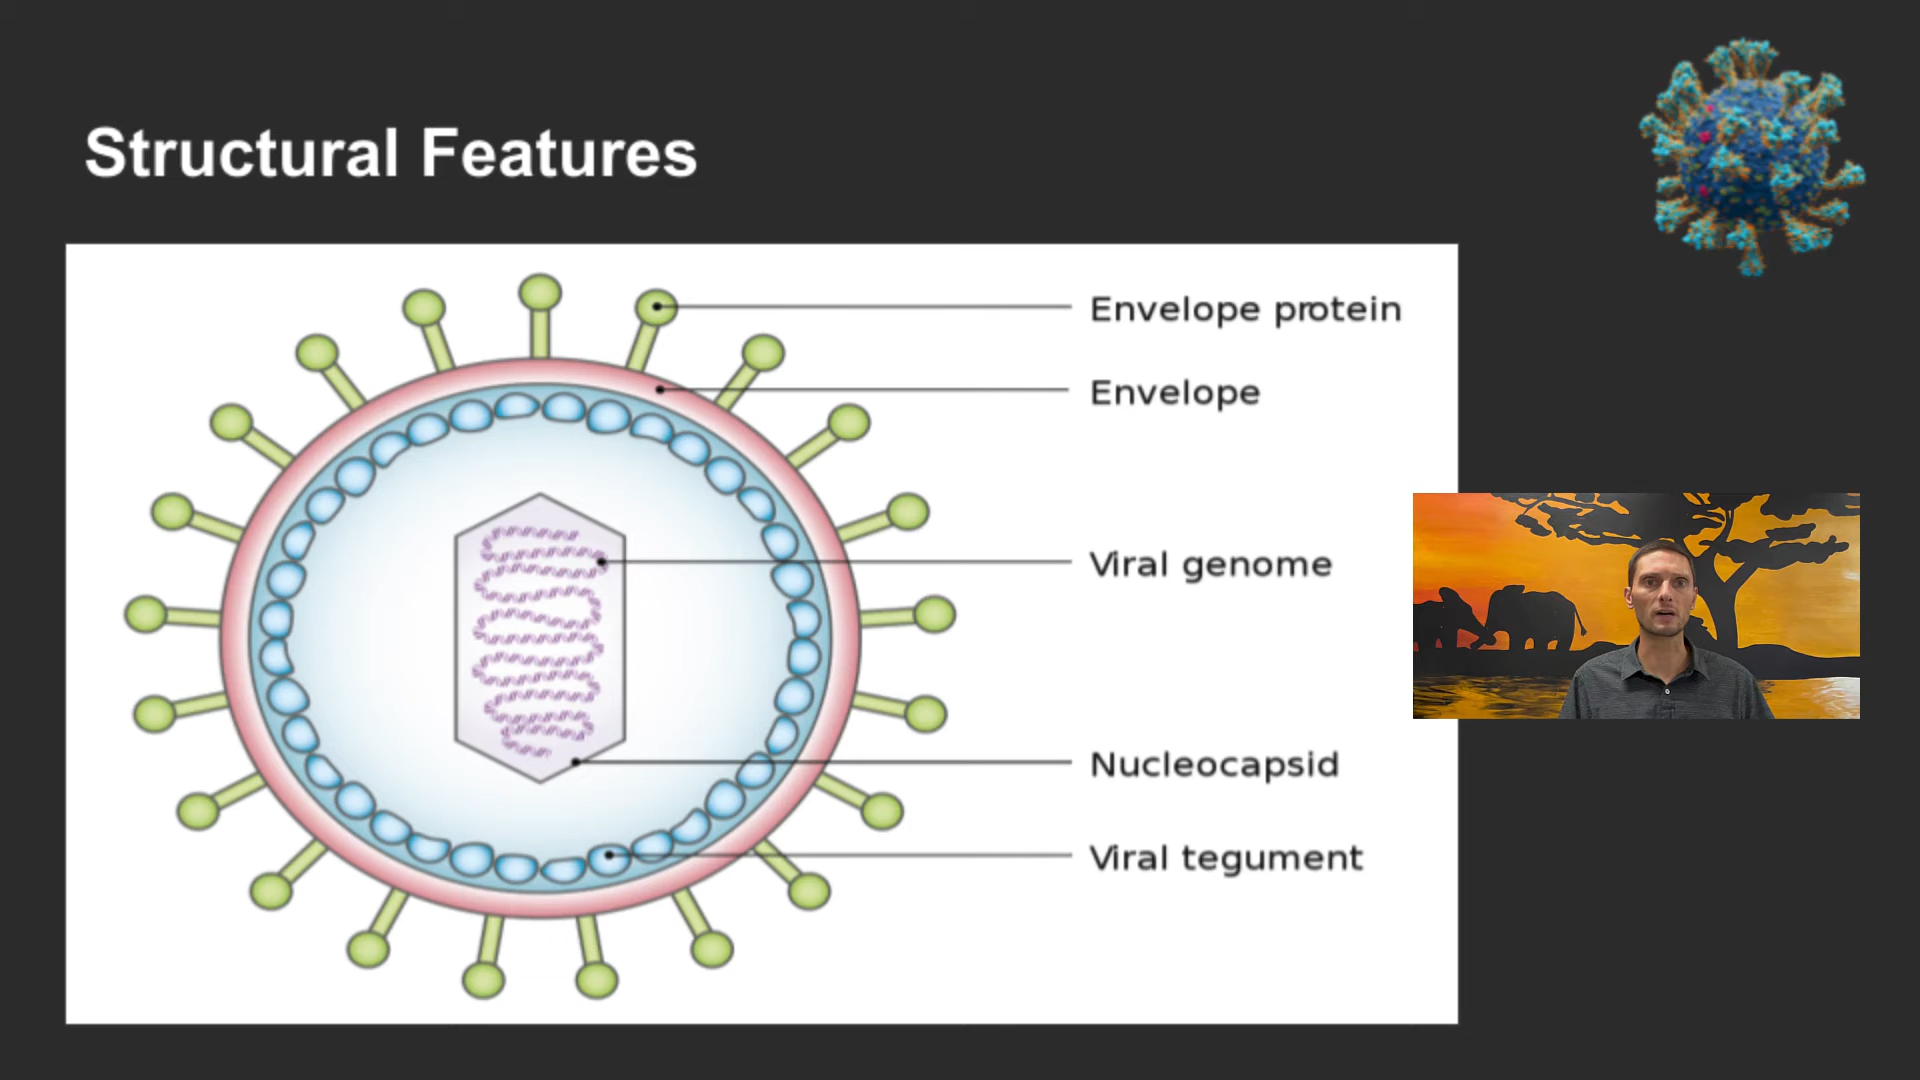 Structural Features
Envelope protein
Envelope
Viral genome
Nucleocapsid
Viral tegument